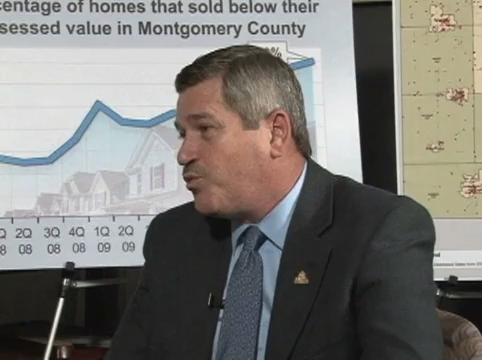 centage of homes that sold below their
sessed value in Montgomery County
%
Q 2Q 3Q 4Q 1Q 2Q
08 08 08 09 09